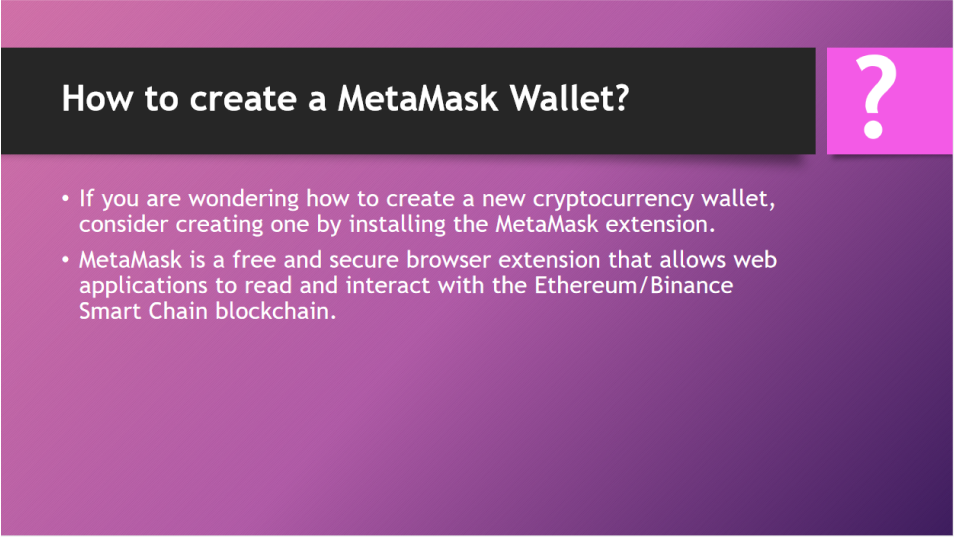 How to create a MetaMask Wallet?
?
• If you are wondering how to create a new cryptocurrency wallet,
consider creating one by installing the MetaMask extension.
• MetaMask is a free and secure browser extension that allows web
applications to read and interact with the Ethereum/Binance
Smart Chain blockchain.